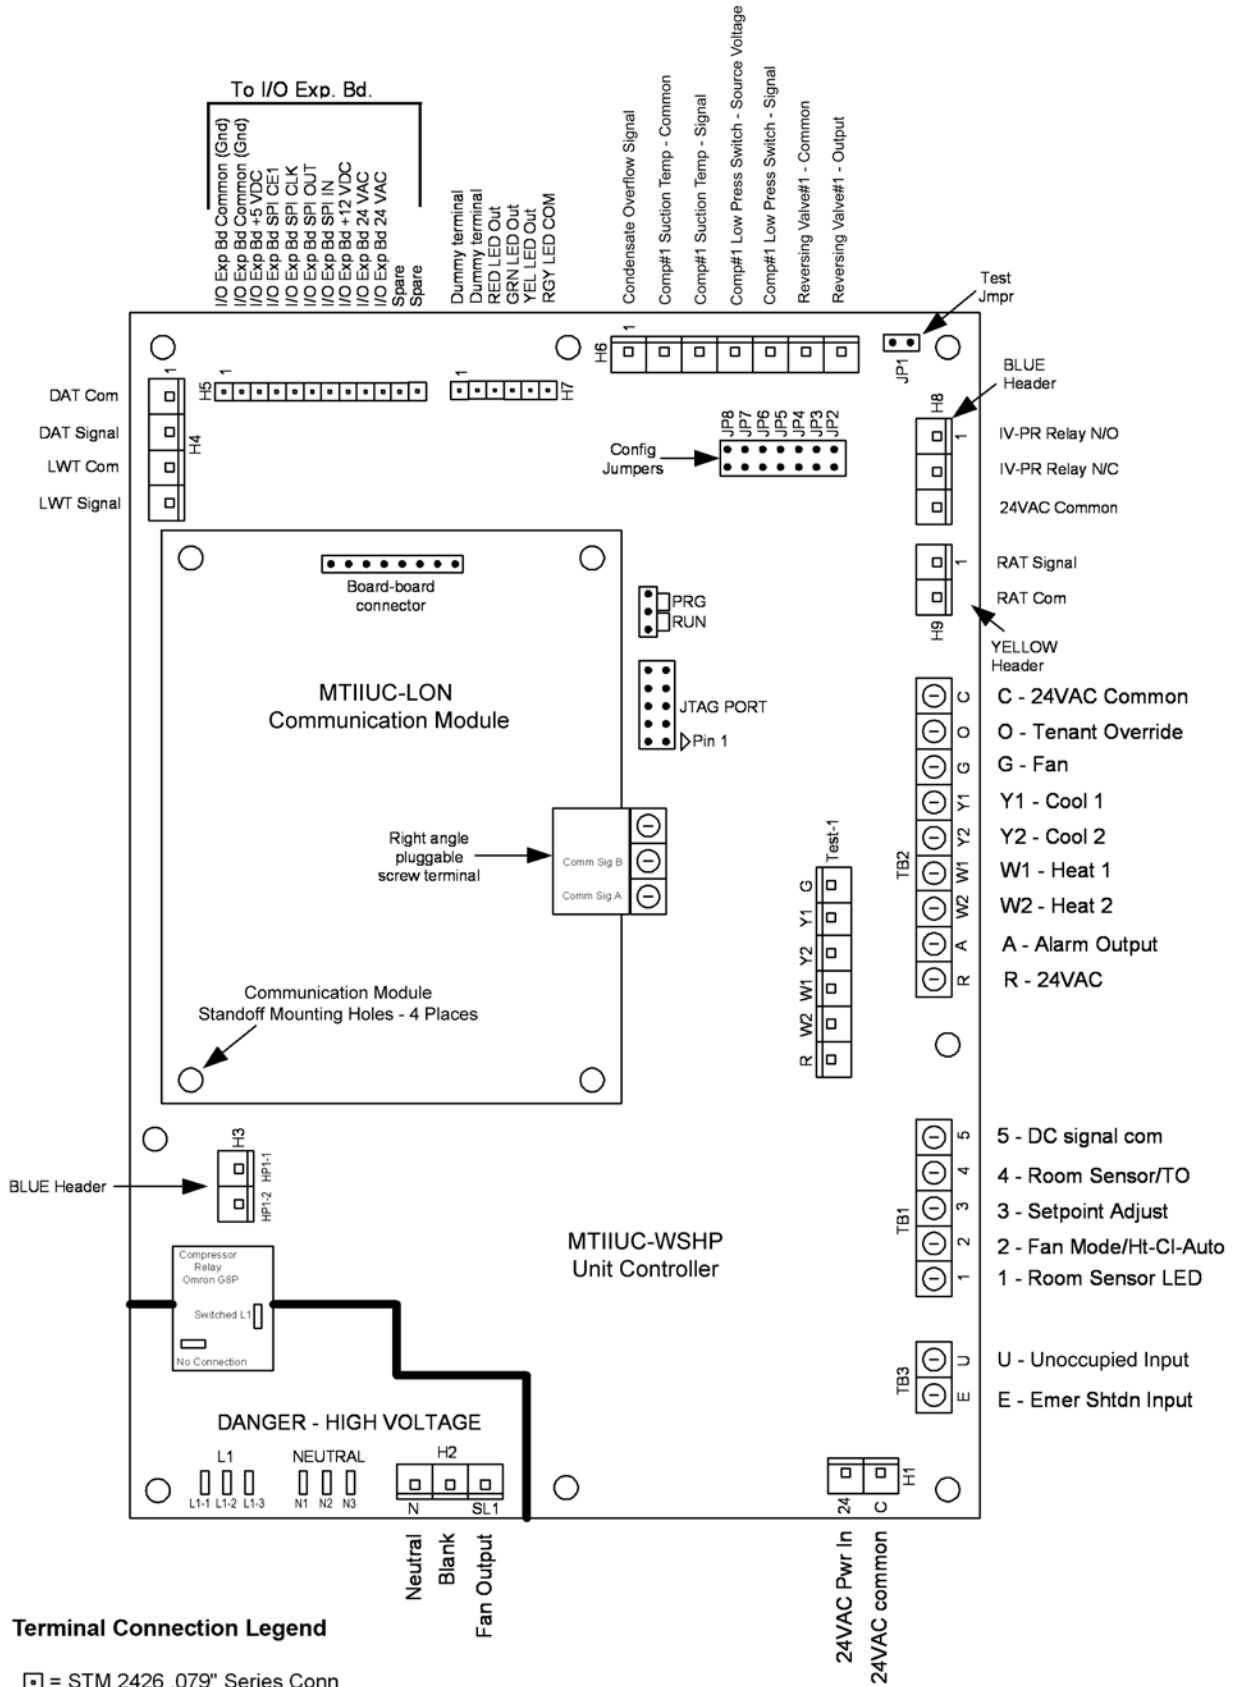 To I/O Exp. Bd.
I/O Exp Bd Common (Gnd)
I/O Exp Bd Common (Gnd)
I/O Exp Bd +5 VDC
I/O Exp Bd SPI CE1
I/O Exp Bd SPI CLK
I/O Exp Bd SPI OUT
I/O Exp Bd SPI IN
I/O Exp Bd +12 VDC
I/O Exp Bd 24 VAC
I/O Exp Bd 24 VAC
Spare
Spare
Dummy terminal
Dummy terminal
RED LED Out
GRN LED Out
YEL LED Out
RGY LED COM
Condensate Overflow Signal
Comp#1 Suction Temp - Common
Comp#1 Suction Temp - Signal
Comp#1 Low Press Switch - Source Voltage
Comp#1 Low Press Switch - Signal
Reversing Valve#1 - Common
Reversing Valve#1 - Output
Test
Jmpr
JP1
H6
1
H5
1
1
H7
1
H4
DAT Com
DAT Signal
LWT Com
LWT Signal
BLUE
Header
H8
1
IV-PR Relay N/O
IV-PR Relay N/C
24VAC Common
JP8
JP7
JP6
JP5
JP4
JP3
JP2
Config
Jumpers
1
RAT Signal
RAT Com
H9
YELLOW
Header
Board-board
connector
PRG
RUN
MTIIUC-LON
Communication Module
JTAG PORT
Pin 1
C
O
G
Y1
Y2
W1
W2
A
R
TB2
C - 24VAC Common
O - Tenant Override
G - Fan
Y1 - Cool 1
Y2 - Cool 2
W1 - Heat 1
W2 - Heat 2
A - Alarm Output
R - 24VAC
Right angle
pluggable
screw terminal
Comm Sig B
Comm Sig A
Test-1
G
Y1
Y2
W1
W2
R
Communication Module
Standoff Mounting Holes - 4 Places
H3
HP1-1
HP1-2
BLUE Header
5
4
3
2
1
TB1
5 - DC signal com
4 - Room Sensor/TO
3 - Setpoint Adjust
2 - Fan Mode/Ht-Cl-Auto
1 - Room Sensor LED
MTIIUC-WSHP
Unit Controller
Compressor
Relay
Omron G8P
Switched L1
No Connection
TB3
U
E
U - Unoccupied Input
E - Emer Shtdn Input
DANGER - HIGH VOLTAGE
L1
L1-1 L1-2 L1-3
NEUTRAL
N1 N2 N3
H2
N
SL1
Neutral
Blank
Fan Output
H1
24
C
24VAC Pwr In
24VAC common
Terminal Connection Legend
= STM 2426 .079" Series Conn